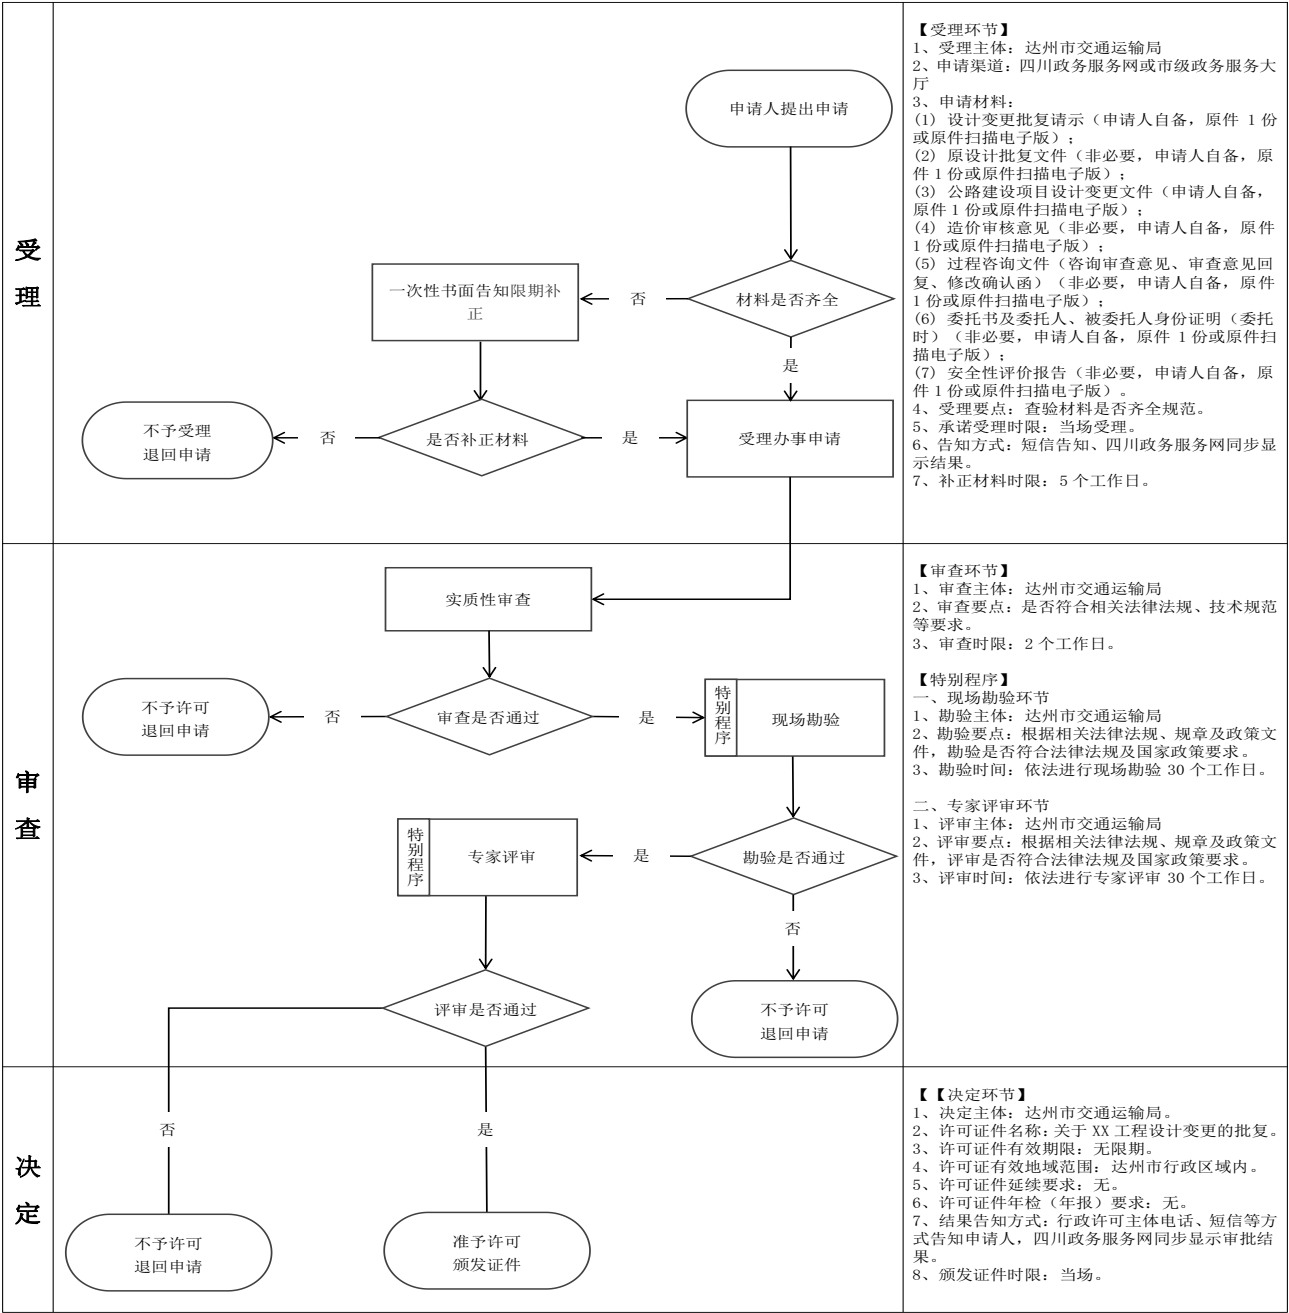 受
理
申请人提出申请
材料是否齐全
否
一次性书面告知限期补
正
是
是否补正材料
否
不予受理
退回申请
是
受理办事申请
【受理环节】
1、受理主体：达州市交通运输局
2、申请渠道：四川政务服务网或市级政务服务大
厅
3、申请材料：
(1) 设计变更批复请示（申请人自备，原件 1 份
或原件扫描电子版）；
(2) 原设计批复文件（非必要，申请人自备，原
件 1 份或原件扫描电子版）；
(3) 公路建设项目设计变更文件（申请人自备，
原件 1 份或原件扫描电子版）；
(4) 造价审核意见（非必要，申请人自备，原件
1 份或原件扫描电子版）；
(5) 过程咨询文件（咨询审查意见、审查意见回
复、修改确认函）（非必要，申请人自备，原件
1 份或原件扫描电子版）；
(6) 委托书及委托人、被委托人身份证明（委托
时）（非必要，申请人自备，原件 1 份或原件扫
描电子版）；
(7) 安全性评价报告（非必要，申请人自备，原
件 1 份或原件扫描电子版）。
4、受理要点：查验材料是否齐全规范。
5、承诺受理时限：当场受理。
6、告知方式：短信告知、四川政务服务网同步显
示结果。
7、补正材料时限：5 个工作日。
审
查
实质性审查
审查是否通过
否
不予许可
退回申请
是
特别程序
现场勘验
勘验是否通过
是
特别程序
专家评审
否
不予许可
退回申请
评审是否通过
【审查环节】
1、审查主体：达州市交通运输局
2、审查要点：是否符合相关法律法规、技术规范
等要求。
3、审查时限：2 个工作日。
【特别程序】
一、现场勘验环节
1、勘验主体：达州市交通运输局
2、勘验要点：根据相关法律法规、规章及政策文
件，勘验是否符合法律法规及国家政策要求。
3、勘验时间：依法进行现场勘验 30 个工作日。
二、专家评审环节
1、评审主体：达州市交通运输局
2、评审要点：根据相关法律法规、规章及政策文
件，评审是否符合法律法规及国家政策要求。
3、评审时间：依法进行专家评审 30 个工作日。
决
定
否
是
不予许可
退回申请
准予许可
颁发证件
【【决定环节】
1、决定主体：达州市交通运输局。
2、许可证件名称：关于 XX 工程设计变更的批复。
3、许可证件有效期限：无限期。
4、许可证有效地域范围：达州市行政区域内。
5、许可证件延续要求：无。
6、许可证件年检（年报）要求：无。
7、结果告知方式：行政许可主体电话、短信等方
式告知申请人，四川政务服务网同步显示审批结
果。
8、颁发证件时限：当场。